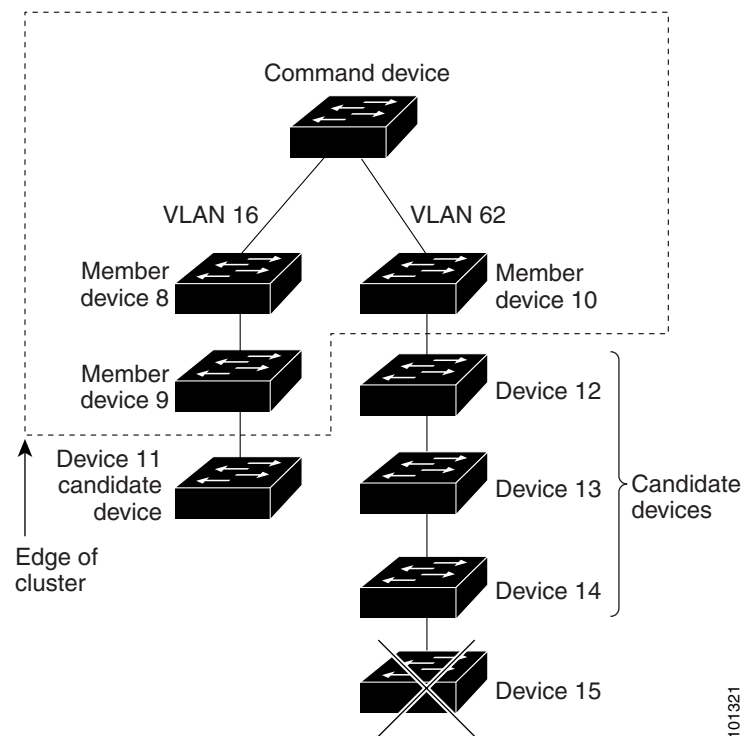 Command device
VLAN 16
VLAN 62
Member
device 8
Member
device 10
Member
device 9
Device 12
Device 11
candidate
device
Device 13
Candidate
devices
Edge of
cluster
Device 14
Device 15
101321